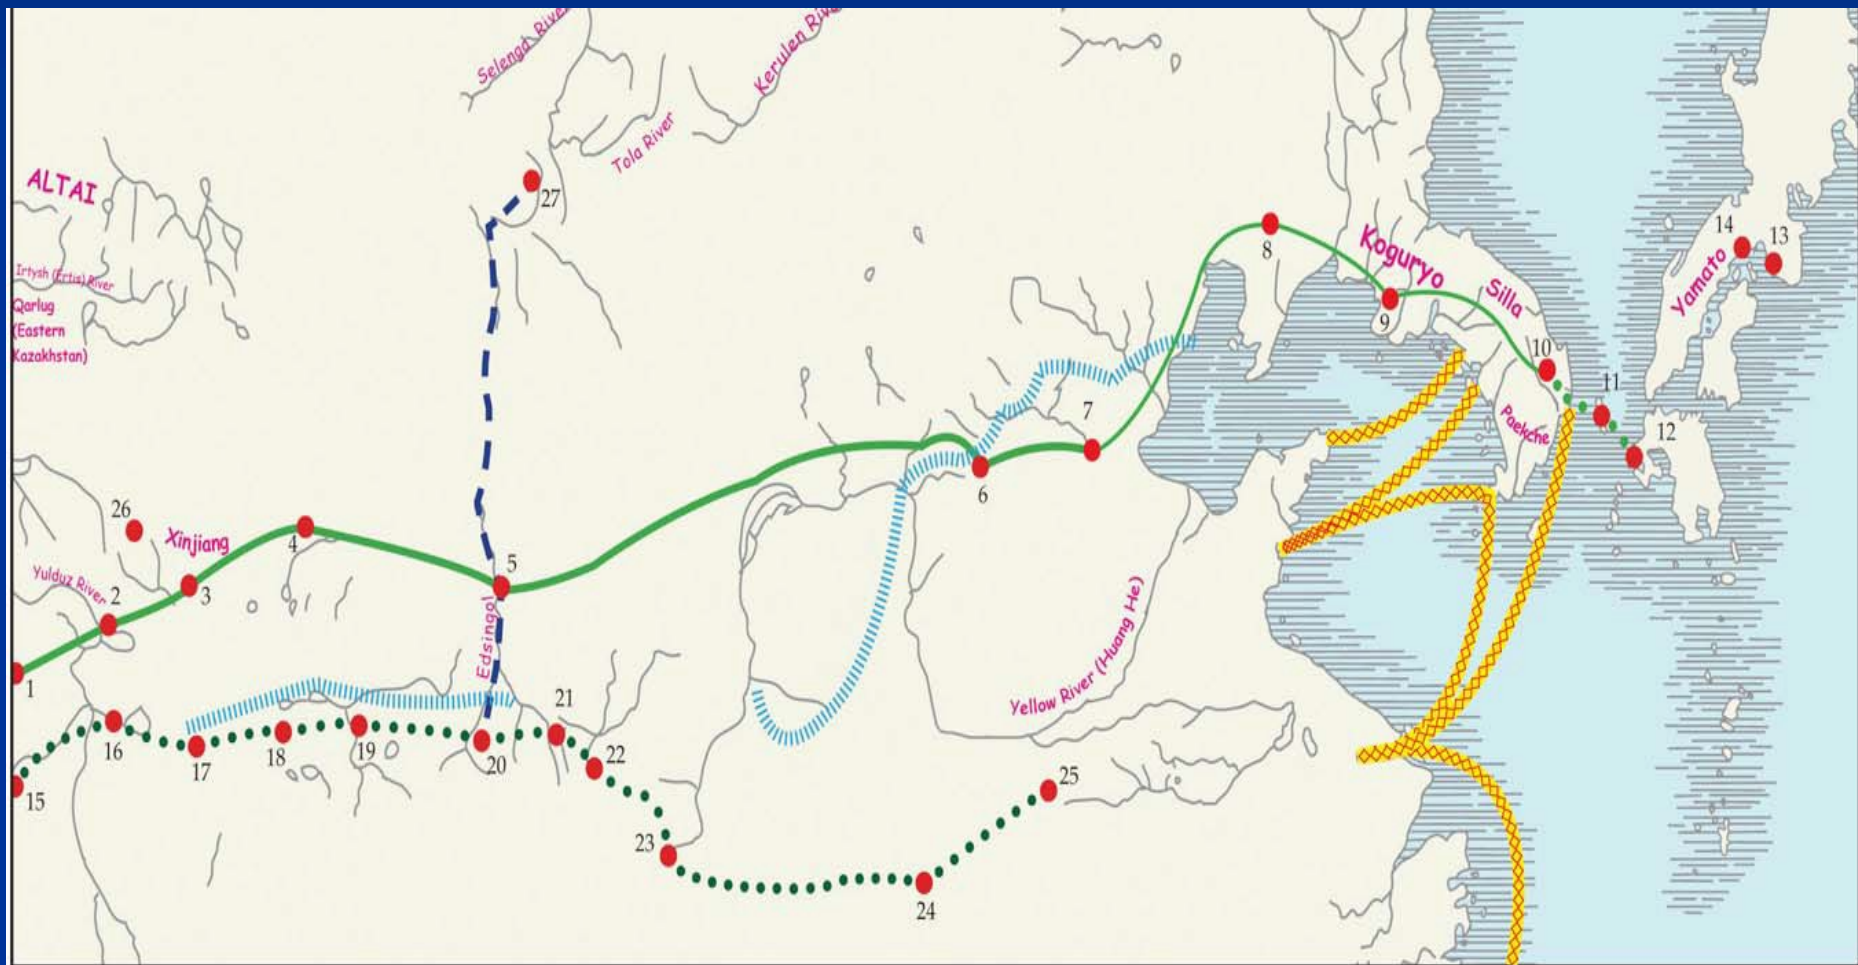 Selenga River
Kerulen River
Tola River
ALTAI
27
14
13
8
Koguryo
Silla
Yamato
Irtysh (Ertis) River
Qarlug
(Eastern
Kazakhstan)
9
10
11
7
Paekche
12
6
26
Xinjiang
4
5
Yulduz River
2
3
Edsingol
Yellow River (Huang He)
1
21
16
17
18
19
20
22
15
25
23
24